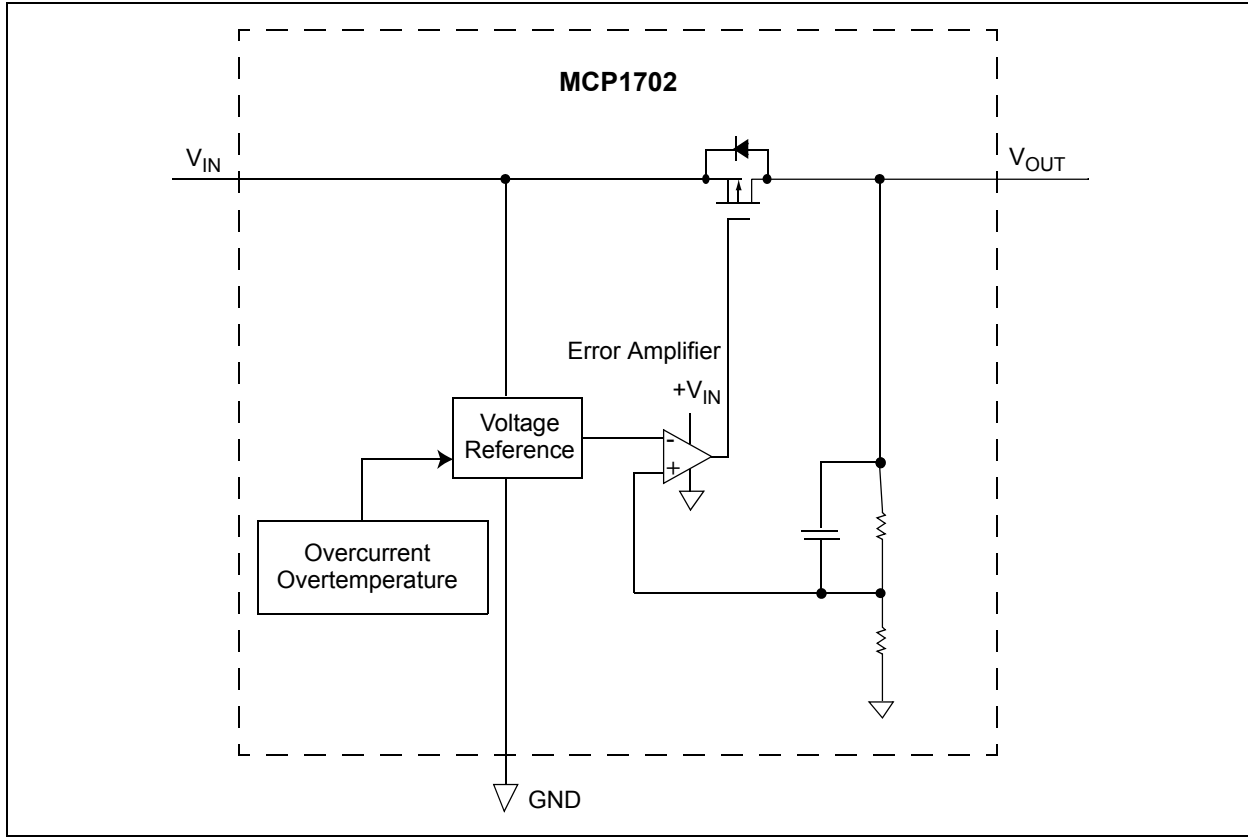 MCP1702
VIN
VOUT
Error Amplifier
+VIN
Voltage
Reference
-
+
Overcurrent
Overtemperature
GND